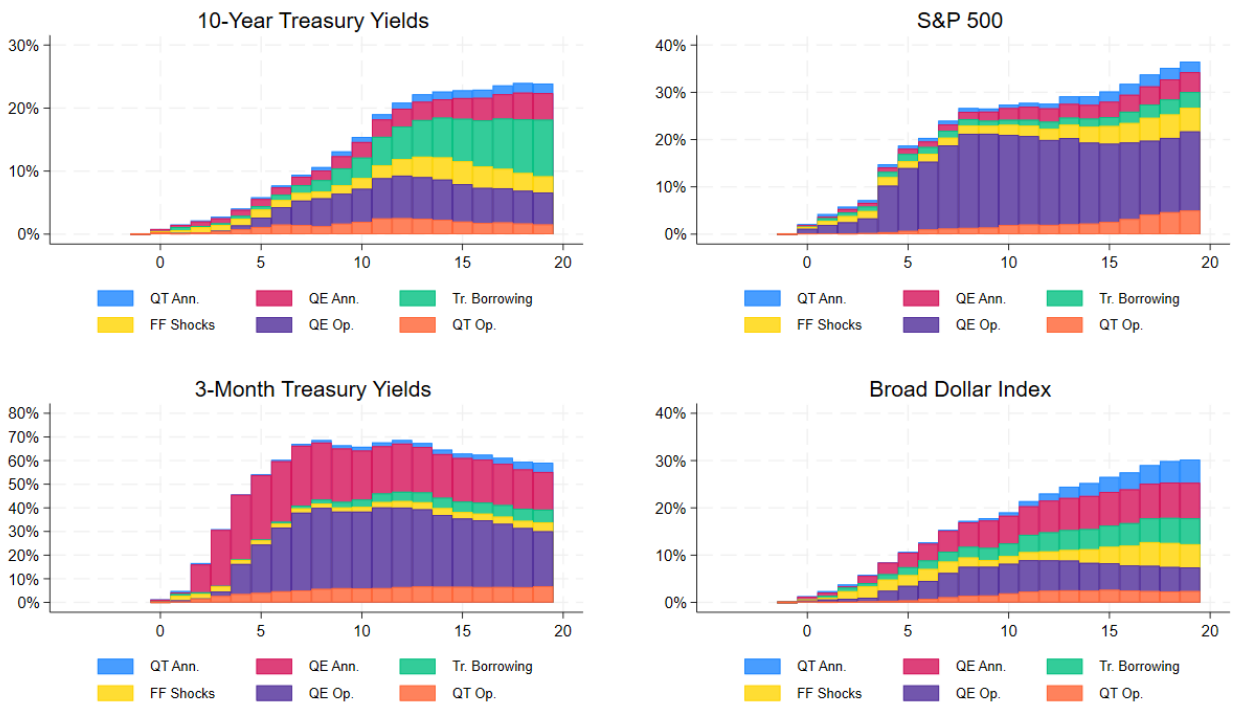 10-Year Treasury Yields
30%
20%
10%
0%
0 5 10 15 20
QT Ann. QE Ann. Tr. Borrowing
FF Shocks QE Op. QT Op.
S&P 500
40%
30%
20%
10%
0%
0 5 10 15 20
QT Ann. QE Ann. Tr. Borrowing
FF Shocks QE Op. QT Op.
3-Month Treasury Yields
80%
70%
60%
50%
40%
30%
20%
10%
0%
0 5 10 15 20
QT Ann. QE Ann. Tr. Borrowing
FF Shocks QE Op. QT Op.
Broad Dollar Index
40%
30%
20%
10%
0%
0 5 10 15 20
QT Ann. QE Ann. Tr. Borrowing
FF Shocks QE Op. QT Op.